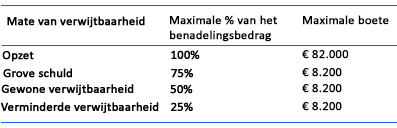 Mate van verwijtbaarheid Maximale % van het Maximale boete
benadelingsbedrag
Opzet 100% € 82.000
Grove schuld 75% € 8.200
Gewone verwijtbaarheid 50% € 8.200
Verminderde verwijtbaarheid 25% € 8.200